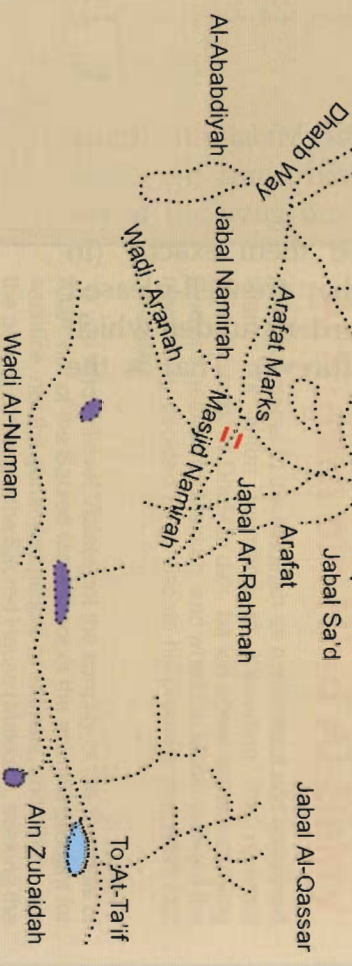 Dhabb Way
Al-Ababdiyah
Jabal Namirah
Wadi Aranah
Arafat Marks
Masjid Namirah
Jabal Ar-Rahmah
Arafat
Jabal Sa'd
Wadi Al-Numan
Jabal Al-Qassar
To At-Ta'if
Ain Zubaidah